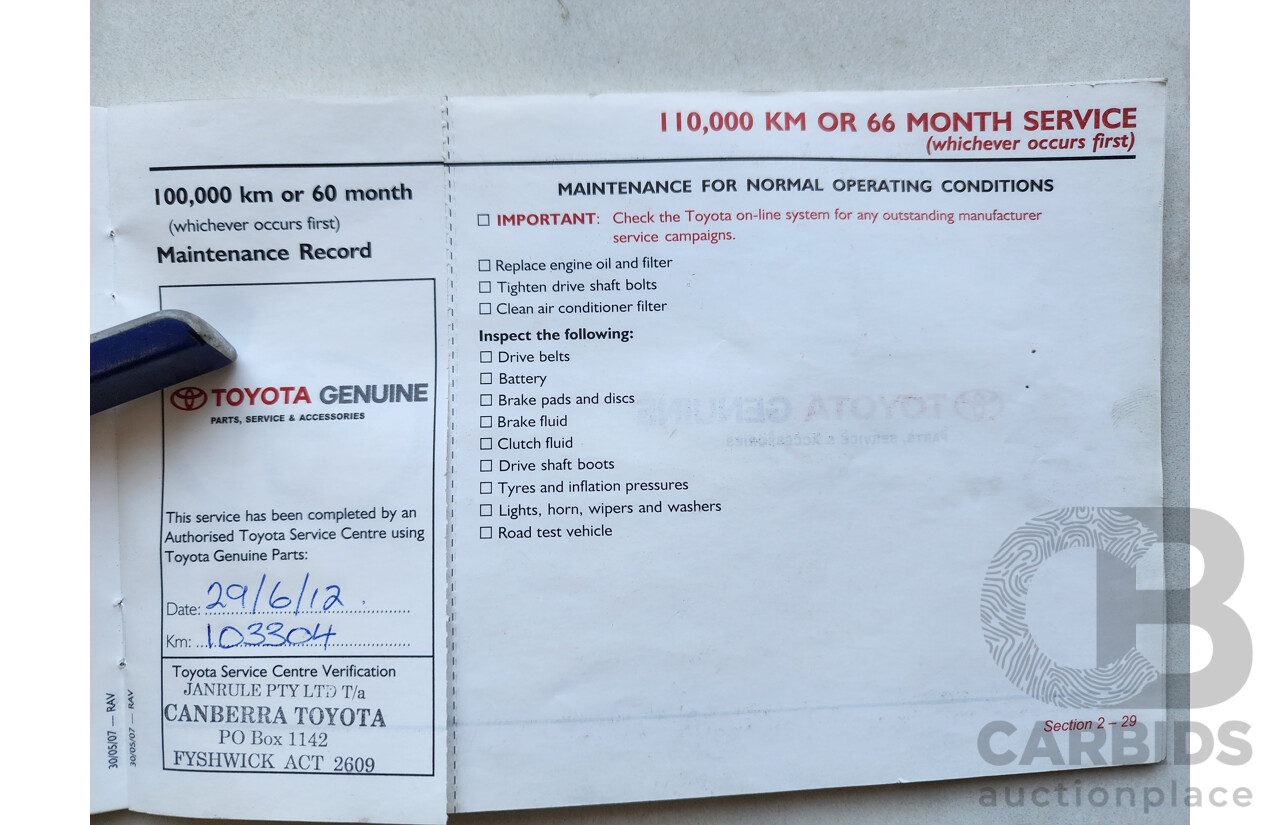 100,000 km or 60 month
(whichever occurs first)
Maintenance Record
TOYOTA GENUINE
PARTS, SERVICE & ACCESSORIES
This service has been completed by an
Authorised Toyota Service Centre using
Toyota Genuine Parts:
Date: 29/6/12
Km: 103304
Toyota Service Centre Verification
JANRULE PTY LTD T/a
CANBERRA TOYOTA
PO Box 1142
FYSHWICK ACT 2609
30/05/07 — RAV
30/05/07 — RAV
110,000 KM OR 66 MONTH SERVICE
(whichever occurs first)
MAINTENANCE FOR NORMAL OPERATING CONDITIONS
IMPORTANT: Check the Toyota on-line system for any outstanding manufacturer
service campaigns.
Replace engine oil and filter
Tighten drive shaft bolts
Clean air conditioner filter
Inspect the following:
Drive belts
Battery
Brake pads and discs
Brake fluid
Clutch fluid
Drive shaft boots
Tyres and inflation pressures
Lights, horn, wipers and washers
Road test vehicle
Section 2 – 29
CARBIDS
auctionplace